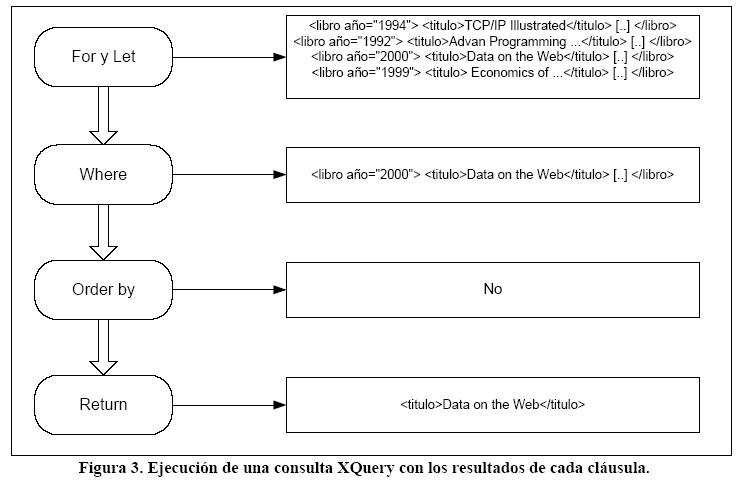 For y Let
<libro año="1994"> <titulo>TCP/IP Illustrated</titulo> [..] </libro>
<libro año="1992"> <titulo>Advan Programming ...</titulo> [..] </libro>
<libro año="2000"> <titulo>Data on the Web</titulo> [..] </libro>
<libro año="1999"> <titulo> Economics of ...</titulo> [..] </libro>
Where
<libro año="2000"> <titulo>Data on the Web</titulo> [..] </libro>
Order by
No
Return
<titulo>Data on the Web</titulo>
Figura 3. Ejecución de una consulta XQuery con los resultados de cada cláusula.